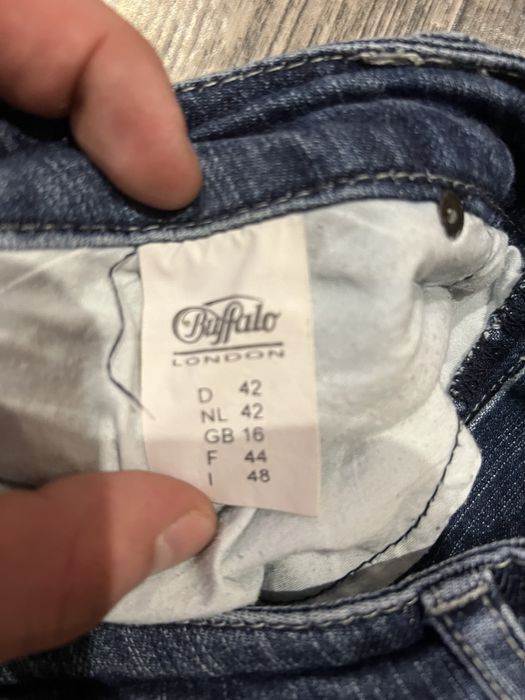 Buffalo
LONDON
D 42
NL 42
GB 16
F 44
I 48